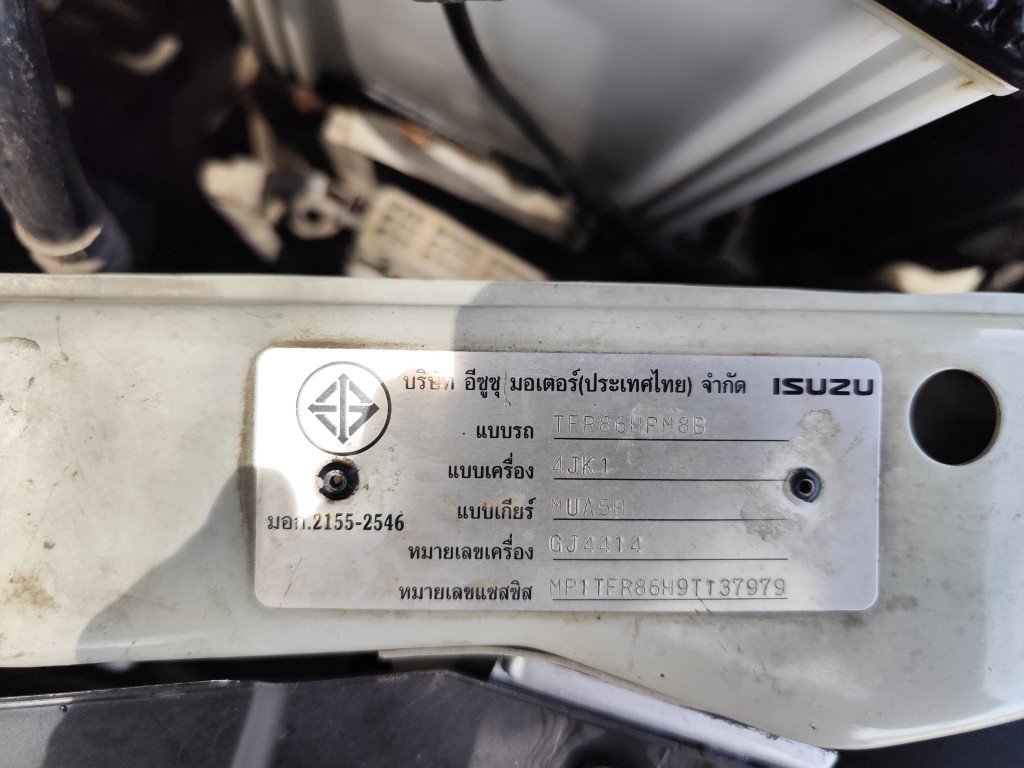 บริษัท อีซูซุ มอเตอร์(ประเทศไทย) จำกัด ISUZU
แบบรถ TFR86HPM8B
แบบเครื่อง 4JK1
แบบเกียร์ MUA5H
มอก.2155-2546
หมายเลขเครื่อง GJ4414
หมายเลขแชสซิส MP1TFR86H9T137979